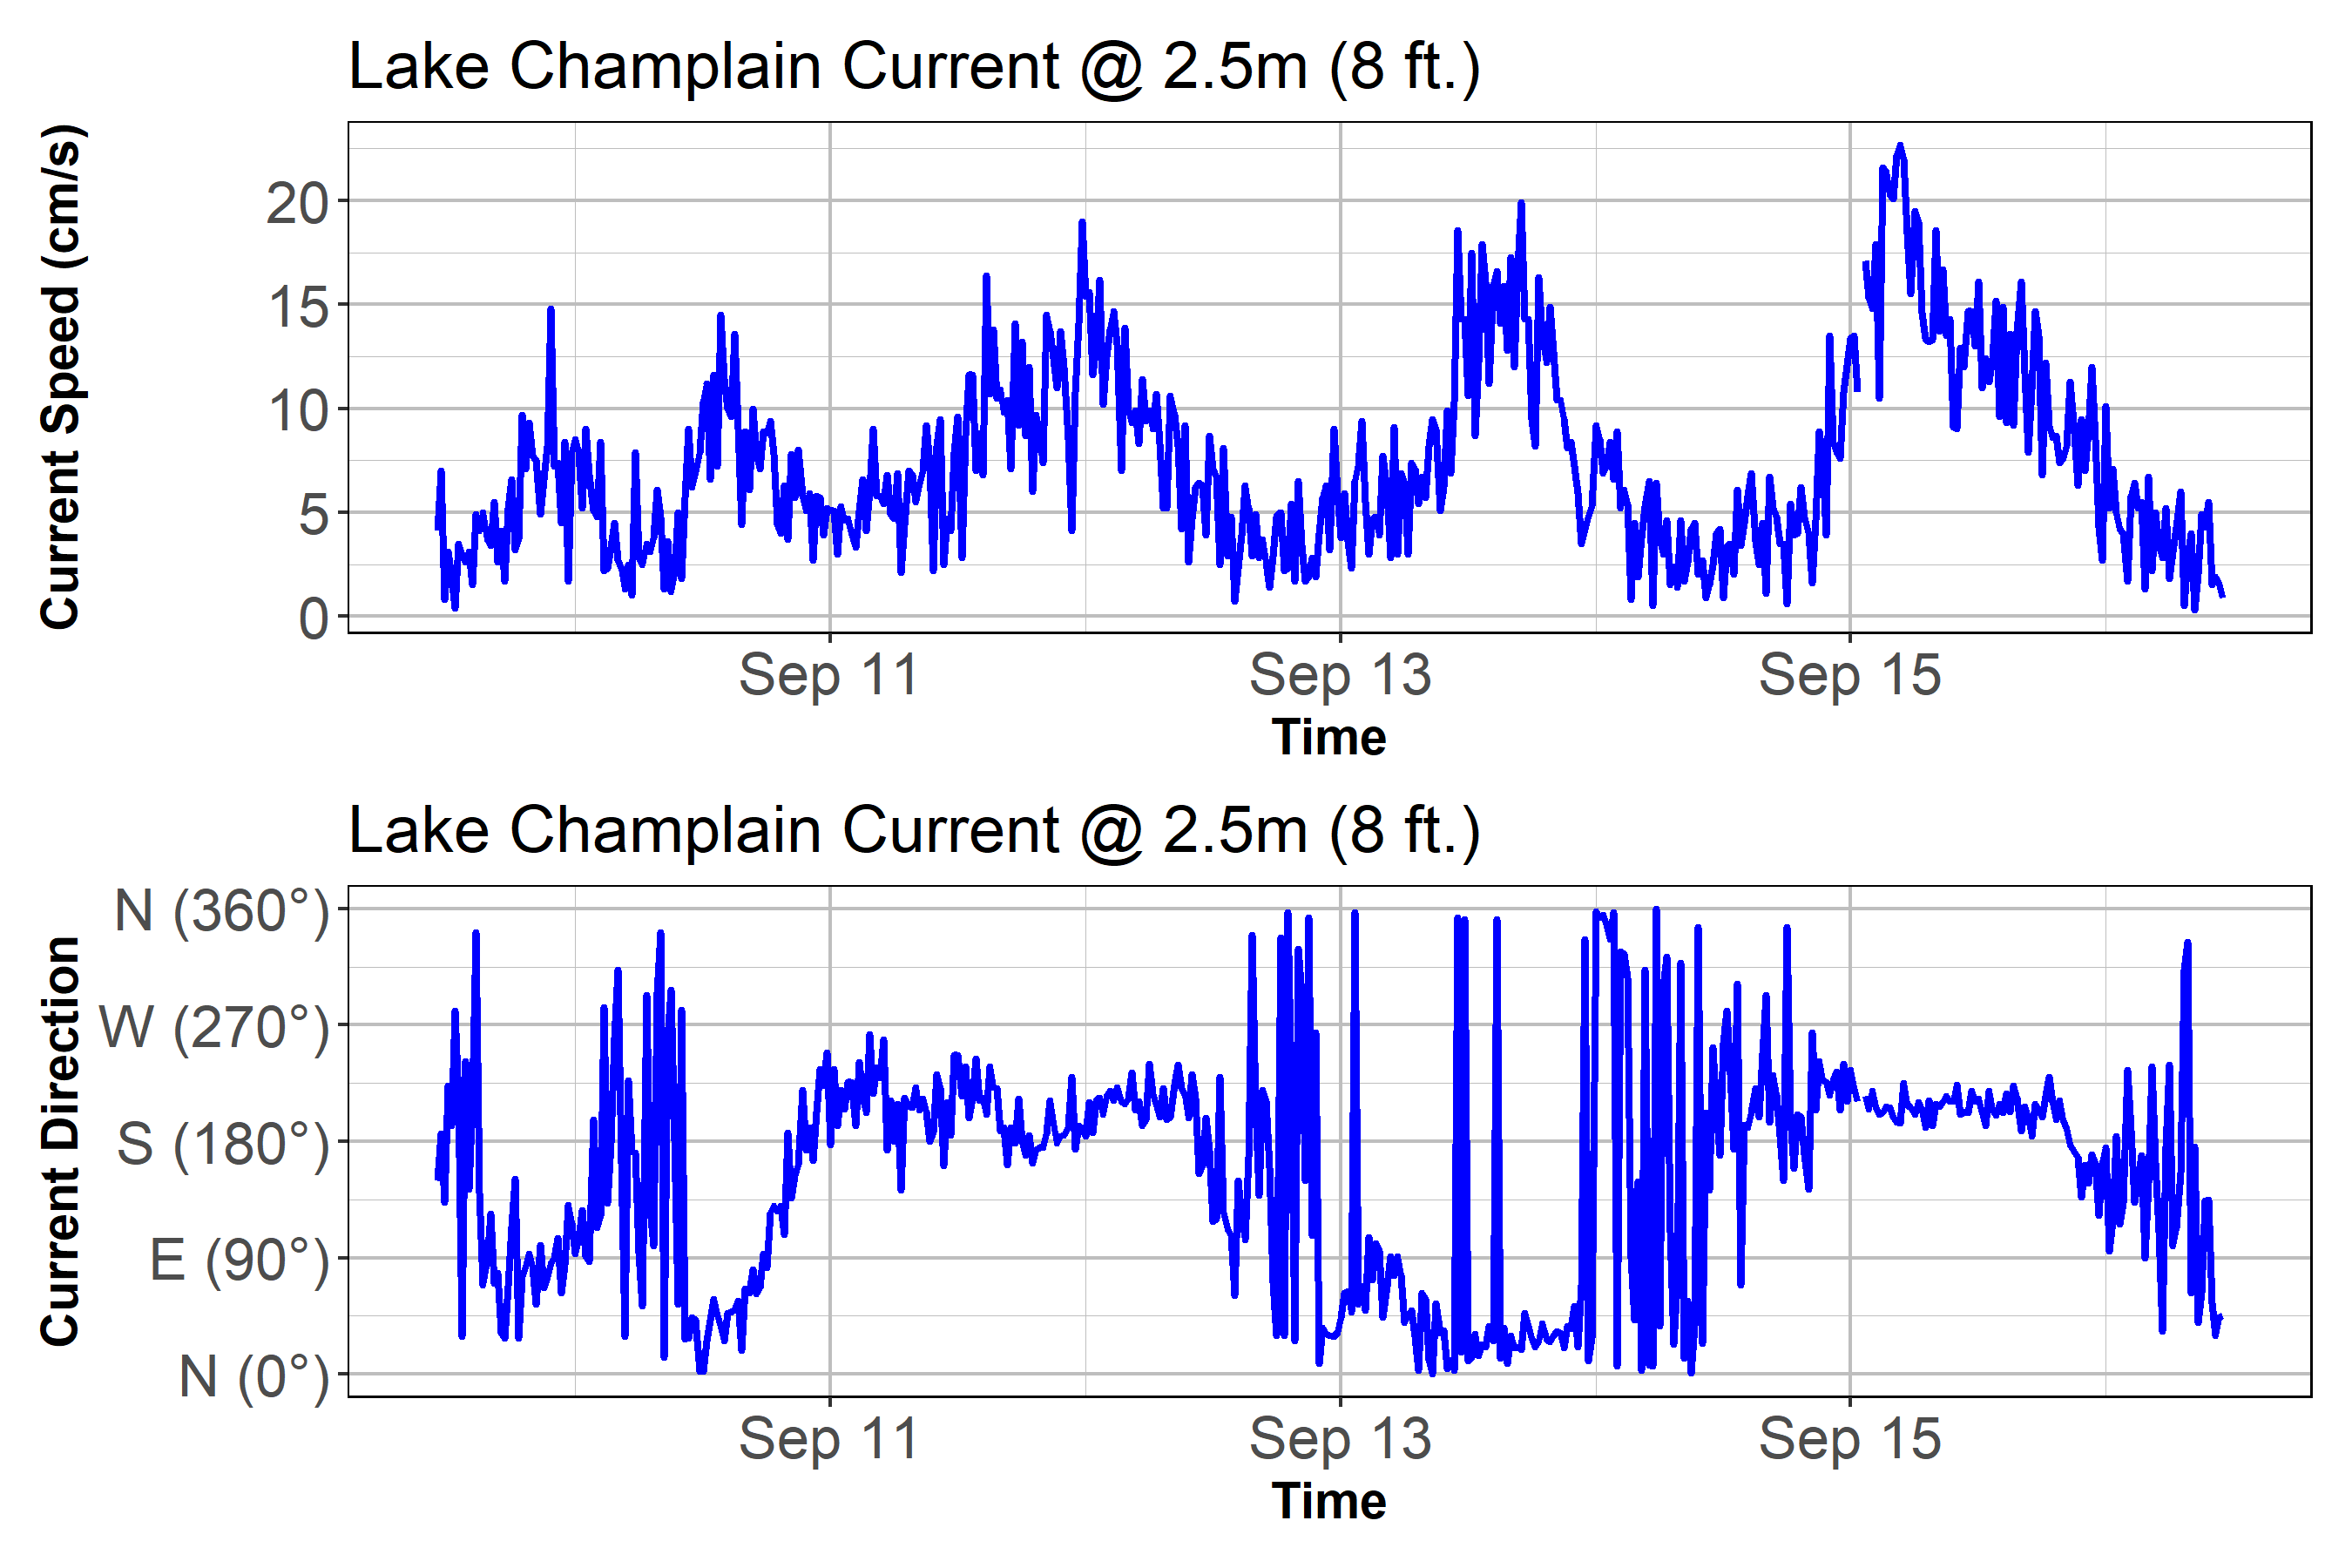 Lake Champlain Current @ 2.5m (8 ft.)
Current Speed (cm/s)
20
15
10
5
0
Sep 11
Sep 13
Sep 15
Time
Lake Champlain Current @ 2.5m (8 ft.)
Current Direction
N (360°)
W (270°)
S (180°)
E (90°)
N (0°)
Sep 11
Sep 13
Sep 15
Time